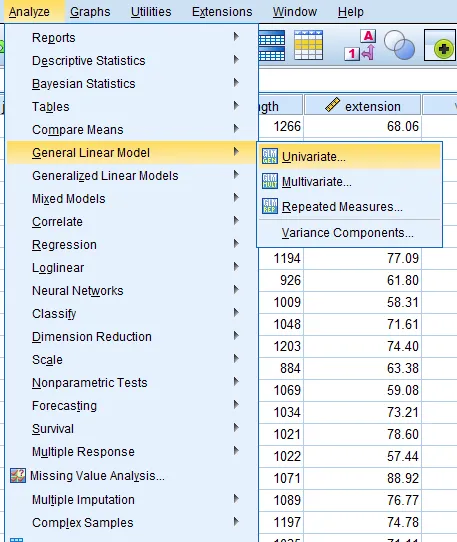 Analyze Graphs Utilities Extensions Window Help
Reports
Descriptive Statistics
Bayesian Statistics
Tables
Compare Means
General Linear Model
Generalized Linear Models
Mixed Models
Correlate
Regression
Loglinear
Neural Networks
Classify
Dimension Reduction
Scale
Nonparametric Tests
Forecasting
Survival
Multiple Response
Missing Value Analysis...
Multiple Imputation
Complex Samples
Univariate...
Multivariate...
Repeated Measures...
Variance Components...
extension
1266 68.06
1194 77.09
926 61.80
1009 58.31
1048 71.61
1203 74.40
884 63.38
1069 59.08
1034 73.21
1021 78.60
1022 57.44
1071 88.92
1089 76.77
1197 74.78